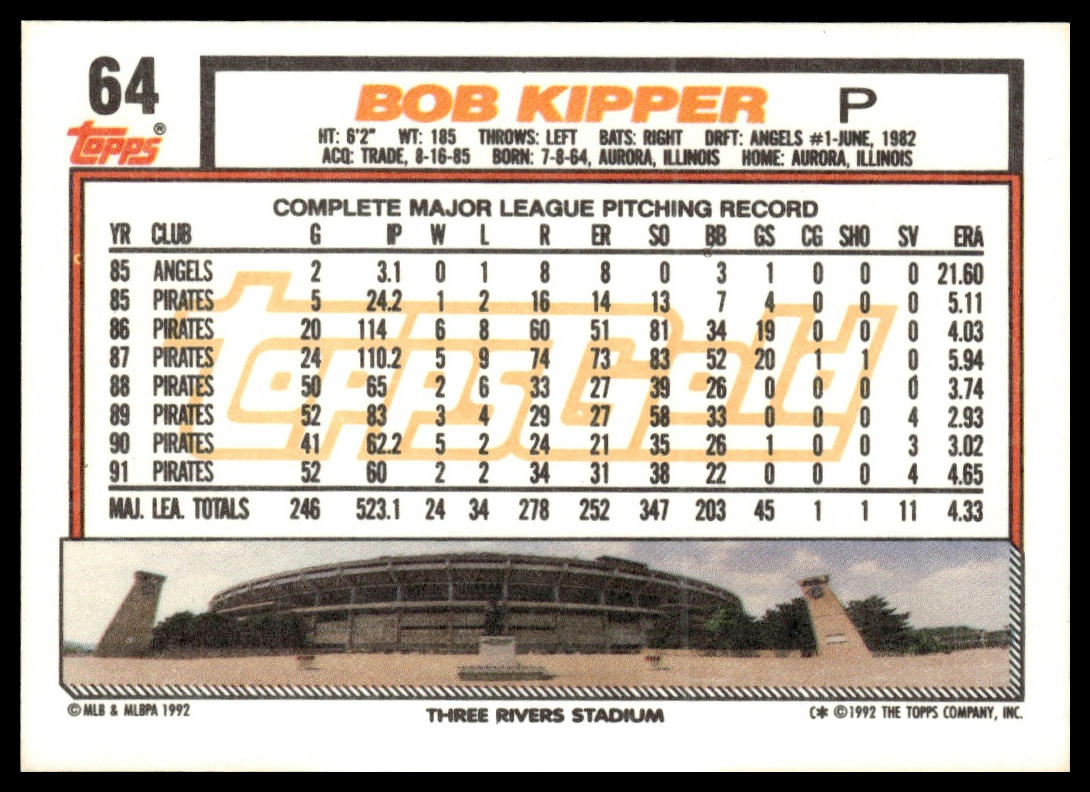 64
topps®
BOB KIPPER P
HT: 6'2" WT: 185 THROWS: LEFT BATS: RIGHT DRFT: ANGELS #1-JUNE, 1982
ACQ: TRADE, 8-16-85 BORN: 7-8-64, AURORA, ILLINOIS HOME: AURORA, ILLINOIS
COMPLETE MAJOR LEAGUE PITCHING RECORD
YR CLUB G IP W L R ER SO BB GS CG SHO SV ERA
85 ANGELS 2 3.1 0 1 8 8 0 3 1 0 0 0 21.60
85 PIRATES 5 24.2 1 2 16 14 13 7 4 0 0 0 5.11
86 PIRATES 20 114 6 8 60 51 81 34 19 0 0 0 4.03
87 PIRATES 24 110.2 5 9 74 73 83 52 20 1 1 0 5.94
88 PIRATES 50 65 2 6 33 27 39 26 0 0 0 0 3.74
89 PIRATES 52 83 3 4 29 27 58 33 0 0 0 4 2.93
90 PIRATES 41 62.2 5 2 24 21 35 26 1 0 0 3 3.02
91 PIRATES 52 60 2 2 34 31 38 22 0 0 0 4 4.65
MAJ. LEA. TOTALS 246 523.1 24 34 278 252 347 203 45 1 1 11 4.33
ToppsGold
© MLB & MLBPA 1992
THREE RIVERS STADIUM
C* © 1992 THE TOPPS COMPANY, INC.